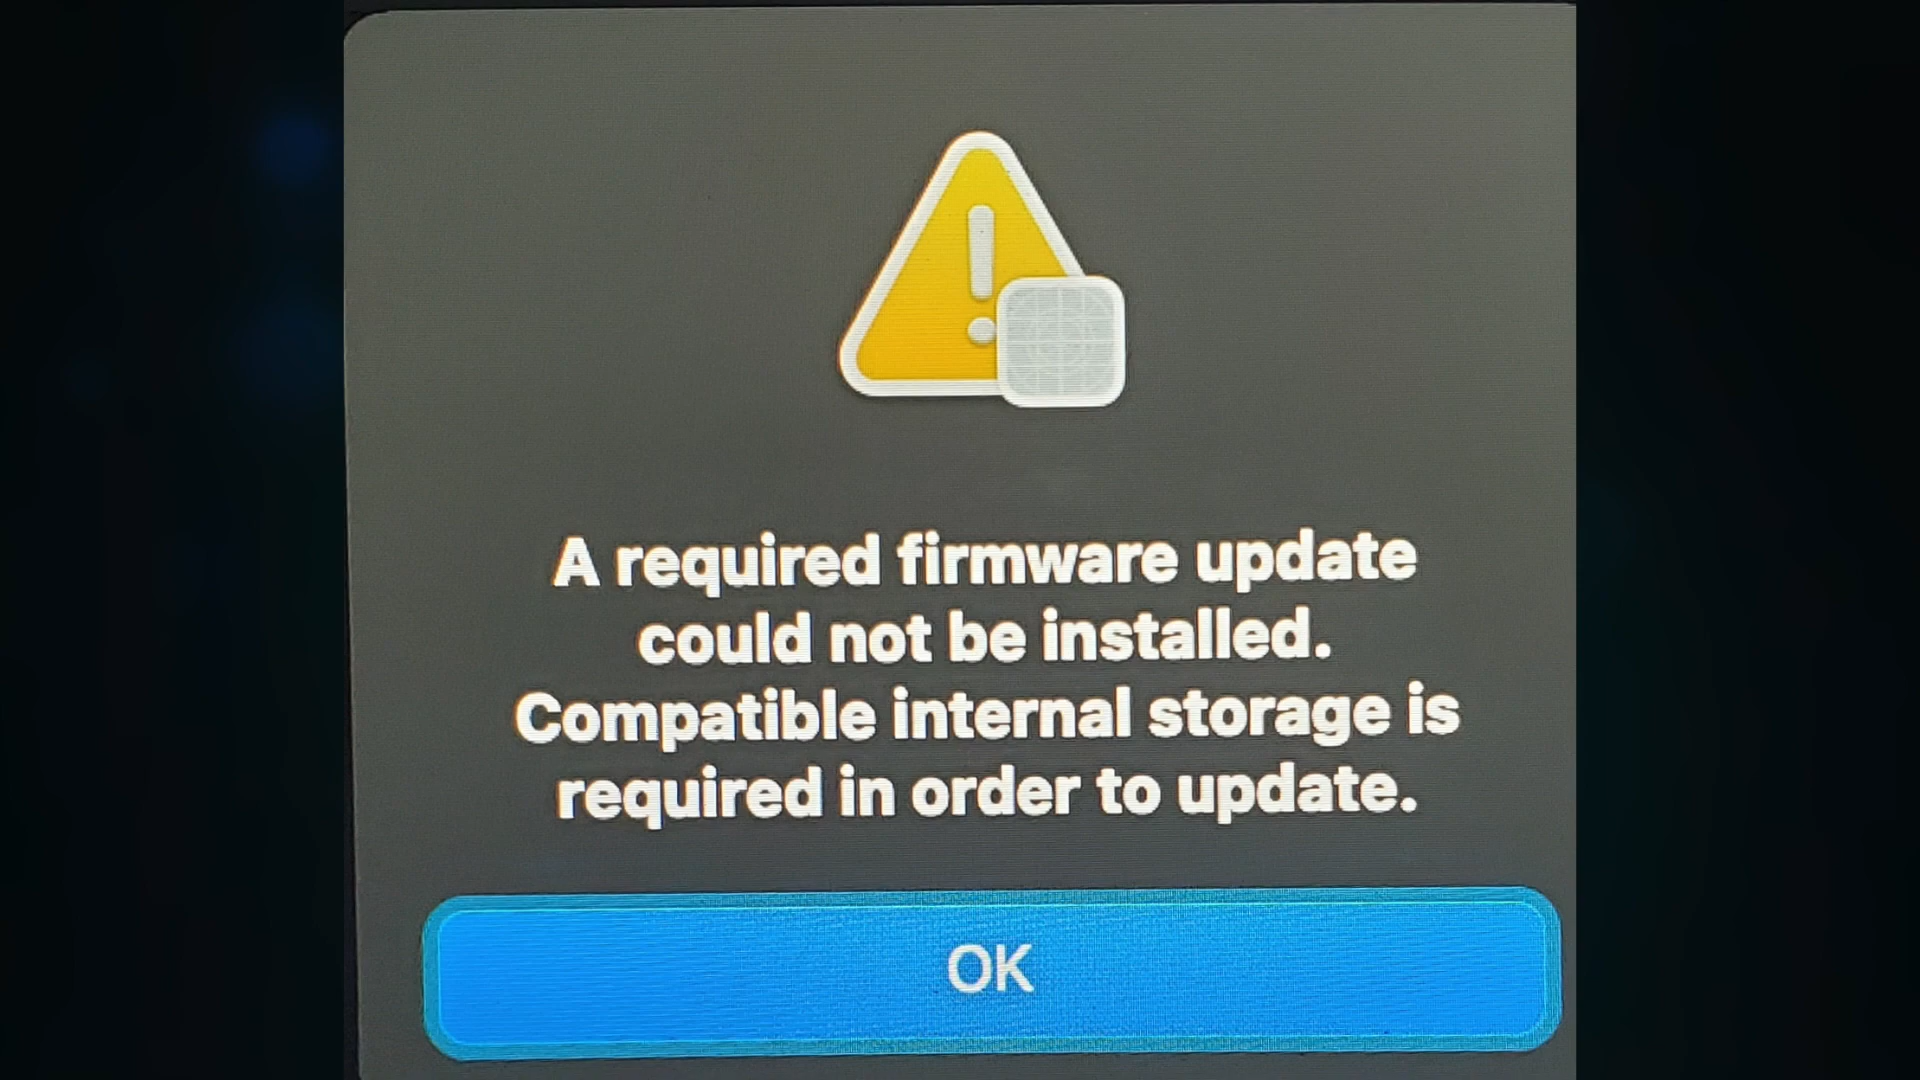 A required firmware update
could not be installed.
Compatible internal storage is
required in order to update.
OK